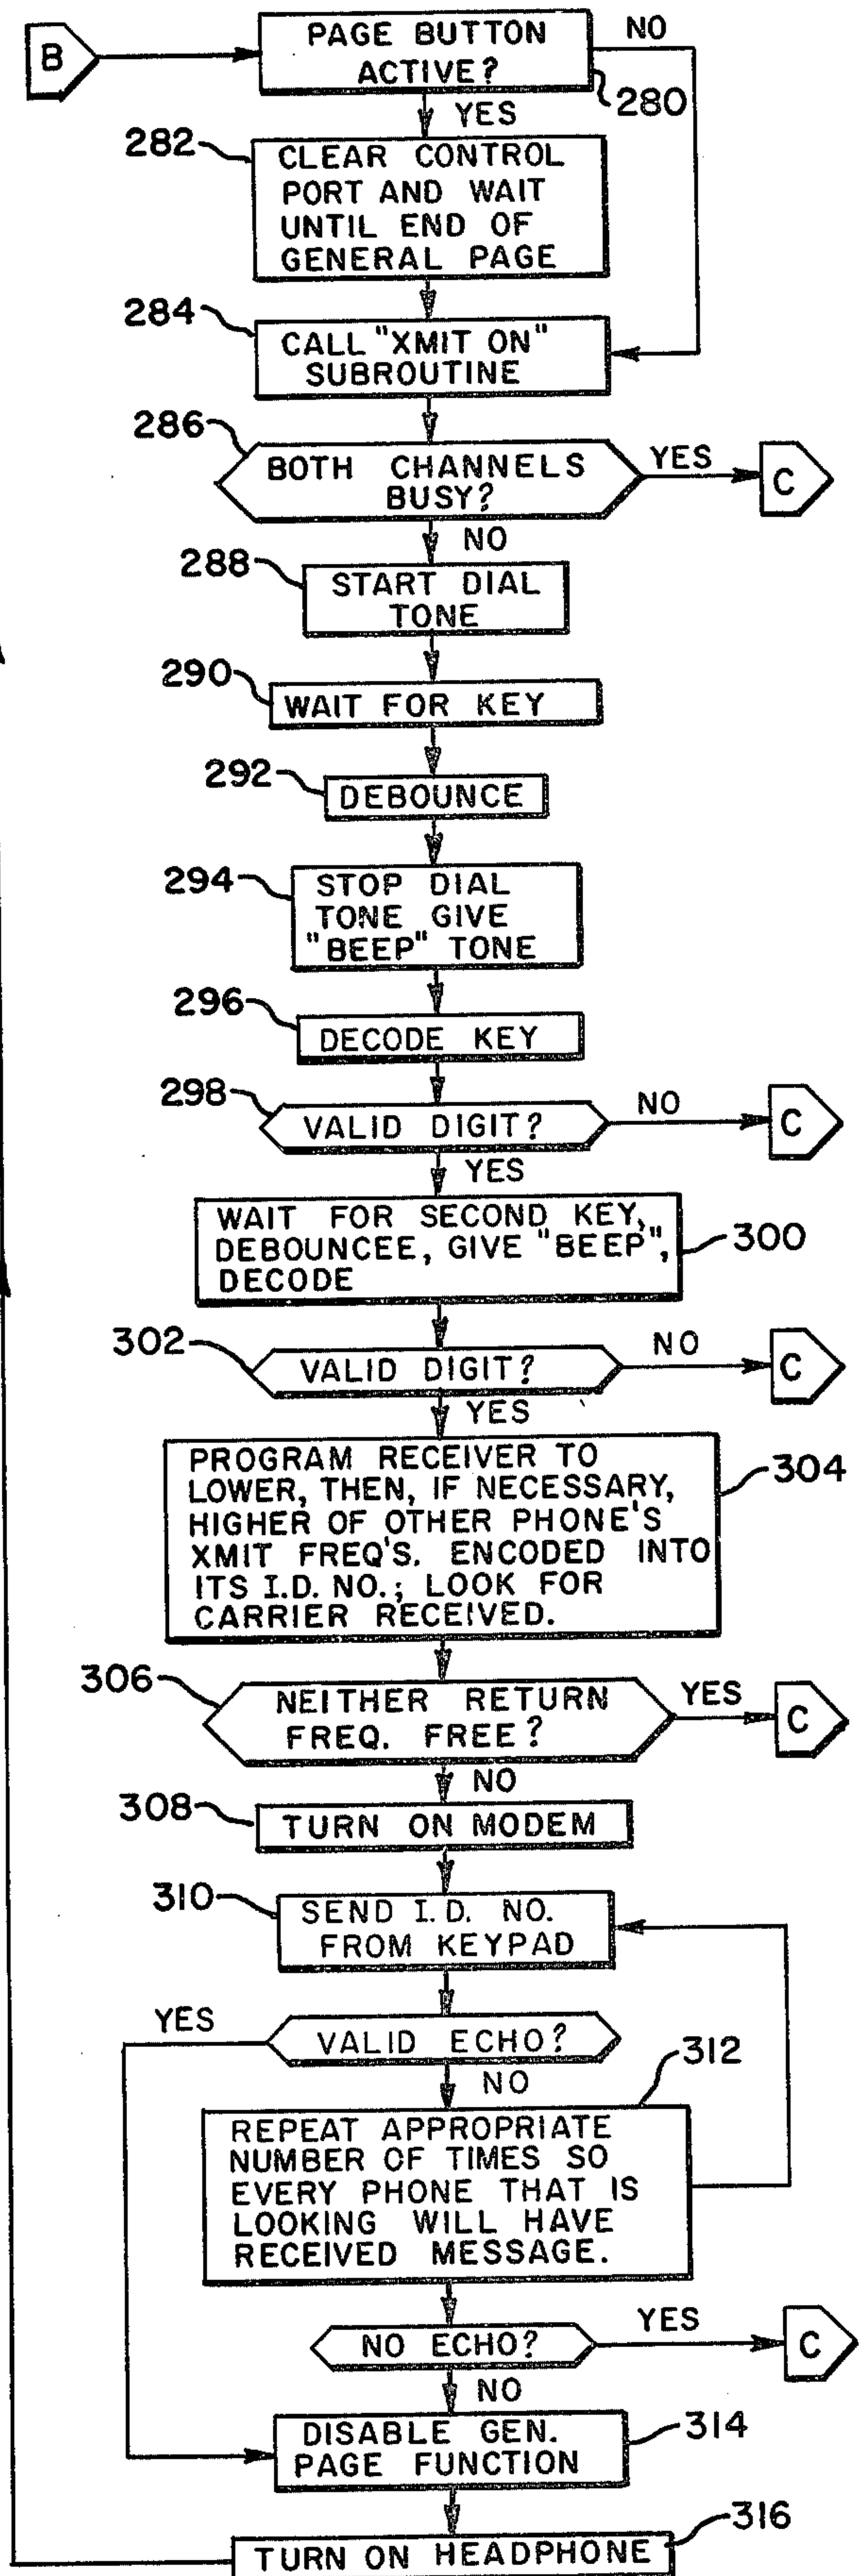 B
PAGE BUTTON
ACTIVE?
NO
280
YES
282
CLEAR CONTROL
PORT AND WAIT
UNTIL END OF
GENERAL PAGE
284
CALL "XMIT ON"
SUBROUTINE
286
BOTH CHANNELS
BUSY?
YES
C
NO
288
START DIAL
TONE
290
WAIT FOR KEY
292
DEBOUNCE
294
STOP DIAL
TONE GIVE
"BEEP" TONE
296
DECODE KEY
298
VALID DIGIT?
NO
C
YES
WAIT FOR SECOND KEY,
DEBOUNCEE, GIVE "BEEP",
DECODE
300
302
VALID DIGIT?
NO
C
YES
PROGRAM RECEIVER TO
LOWER, THEN, IF NECESSARY,
HIGHER OF OTHER PHONE'S
XMIT FREQ'S. ENCODED INTO
ITS I.D. NO.; LOOK FOR
CARRIER RECEIVED.
304
306
NEITHER RETURN
FREQ. FREE?
YES
C
NO
308
TURN ON MODEM
310
SEND I.D. NO.
FROM KEYPAD
YES
VALID ECHO?
NO
312
REPEAT APPROPRIATE
NUMBER OF TIMES SO
EVERY PHONE THAT IS
LOOKING WILL HAVE
RECEIVED MESSAGE.
NO ECHO?
YES
C
NO
DISABLE GEN.
PAGE FUNCTION
314
TURN ON HEADPHONE
316